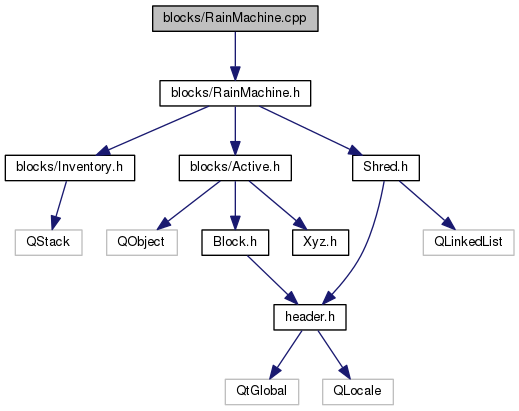 blocks/RainMachine.cpp
blocks/RainMachine.h
blocks/Inventory.h
blocks/Active.h
Shred.h
QStack
QObject
Block.h
Xyz.h
QLinkedList
header.h
QtGlobal
QLocale